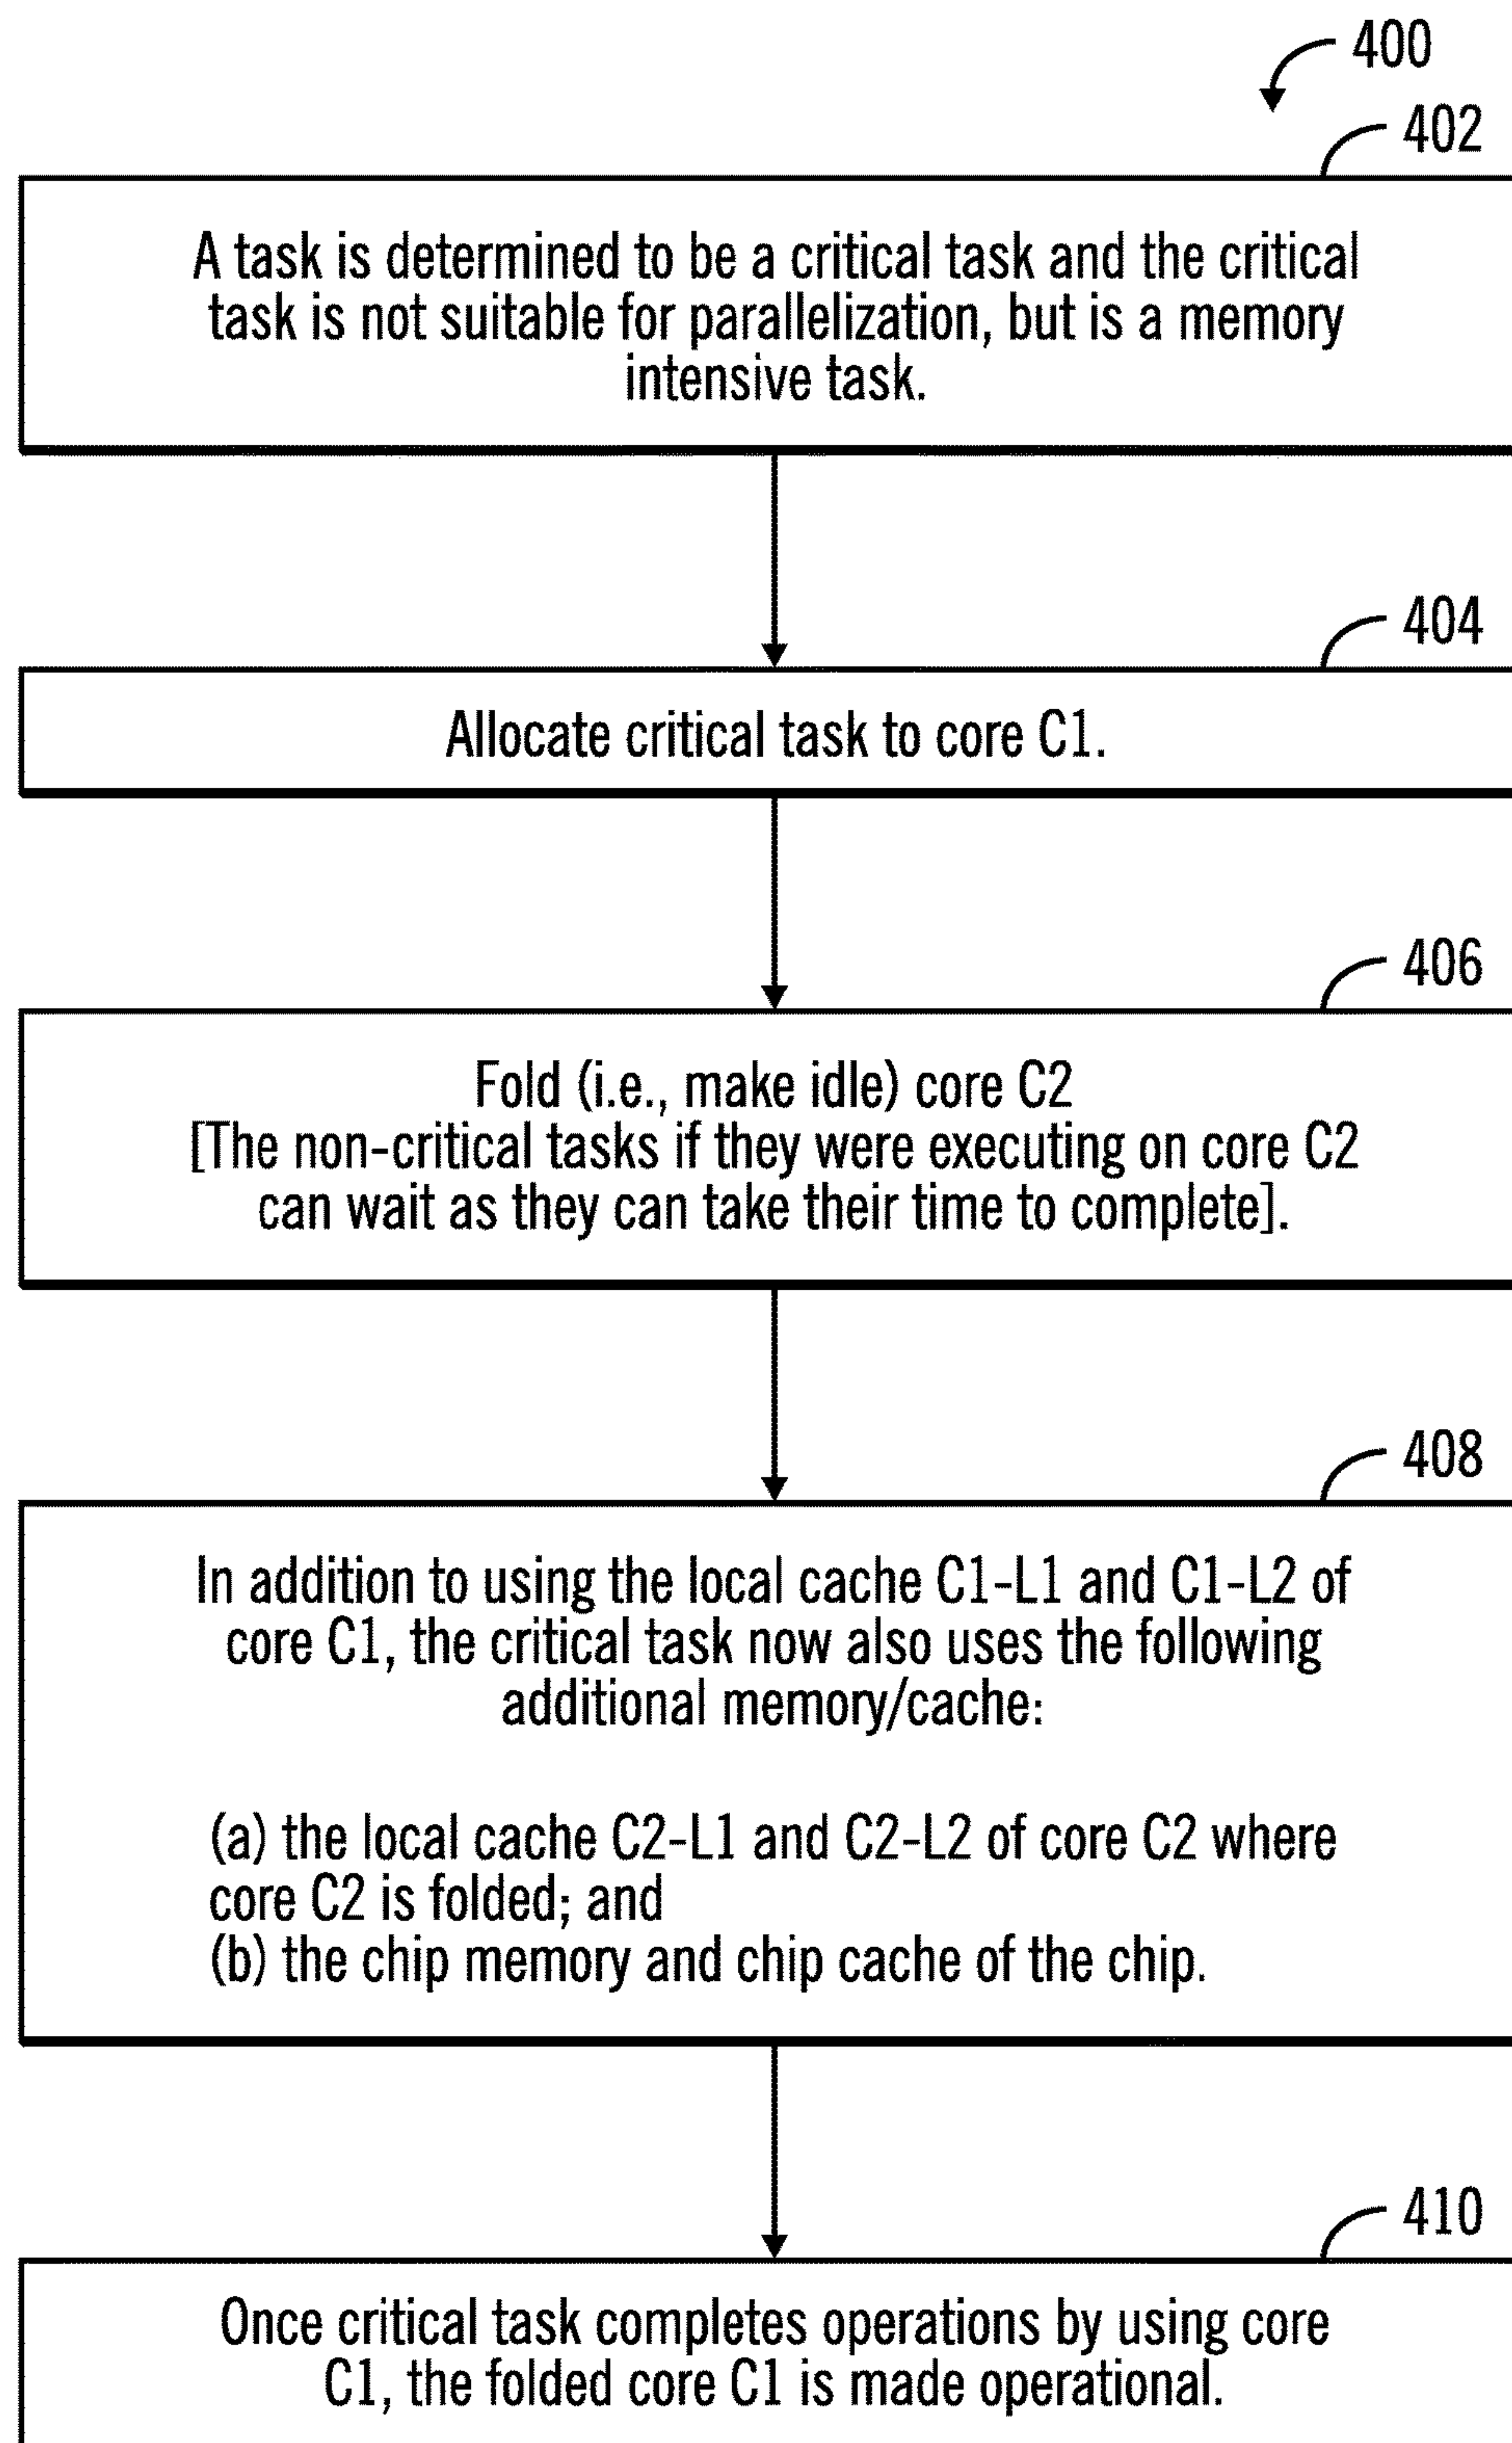 400
402
A task is determined to be a critical task and the critical
task is not suitable for parallelization, but is a memory
intensive task.
404
Allocate critical task to core C1.
406
Fold (i.e., make idle) core C2
[The non-critical tasks if they were executing on core C2
can wait as they can take their time to complete].
408
In addition to using the local cache C1-L1 and C1-L2 of
core C1, the critical task now also uses the following
additional memory/cache:
(a) the local cache C2-L1 and C2-L2 of core C2 where
core C2 is folded; and
(b) the chip memory and chip cache of the chip.
410
Once critical task completes operations by using core
C1, the folded core C1 is made operational.